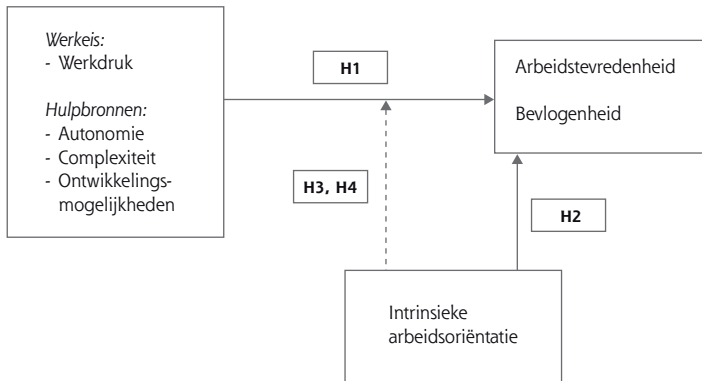 Werkeis:
- Werkdruk
Hulpbronnen:
- Autonomie
- Complexiteit
- Ontwikkelings-
mogelijkheden
H1
Arbeidstevredenheid
Bevlogenheid
H3, H4
H2
Intrinsieke
arbeidsoriëntatie